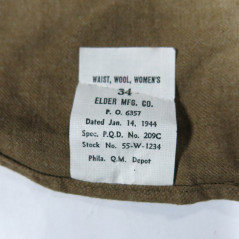 WAIST, WOOL, WOMEN'S
34
ELDER MFG. CO.
P. O. 6357
Dated Jan. 14, 1944
Spec. P.Q.D. No. 209C
Stock No. 55-W-1234
Phila. Q.M. Depot